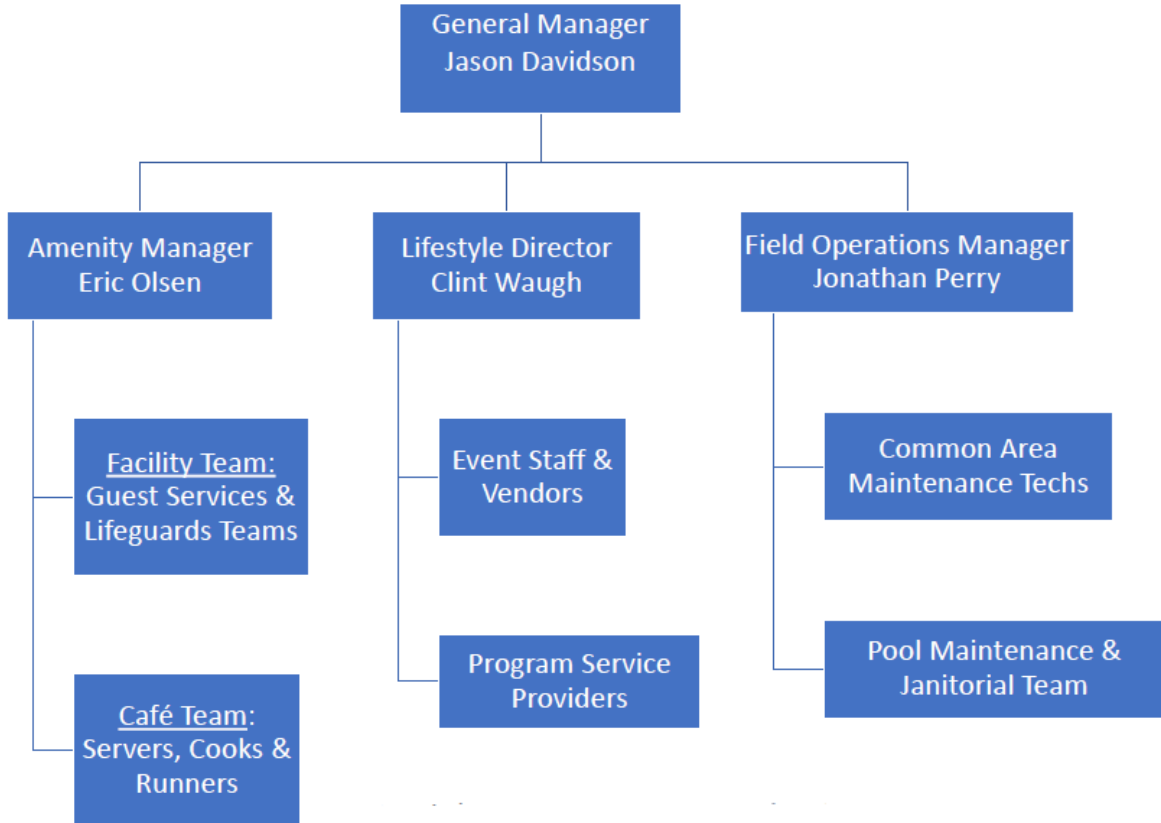 General Manager
Jason Davidson
Amenity Manager
Eric Olsen
Lifestyle Director
Clint Waugh
Field Operations Manager
Jonathan Perry
Facility Team:
Guest Services &
Lifeguards Teams
Event Staff &
Vendors
Common Area
Maintenance Techs
Café Team:
Servers, Cooks &
Runners
Program Service
Providers
Pool Maintenance &
Janitorial Team